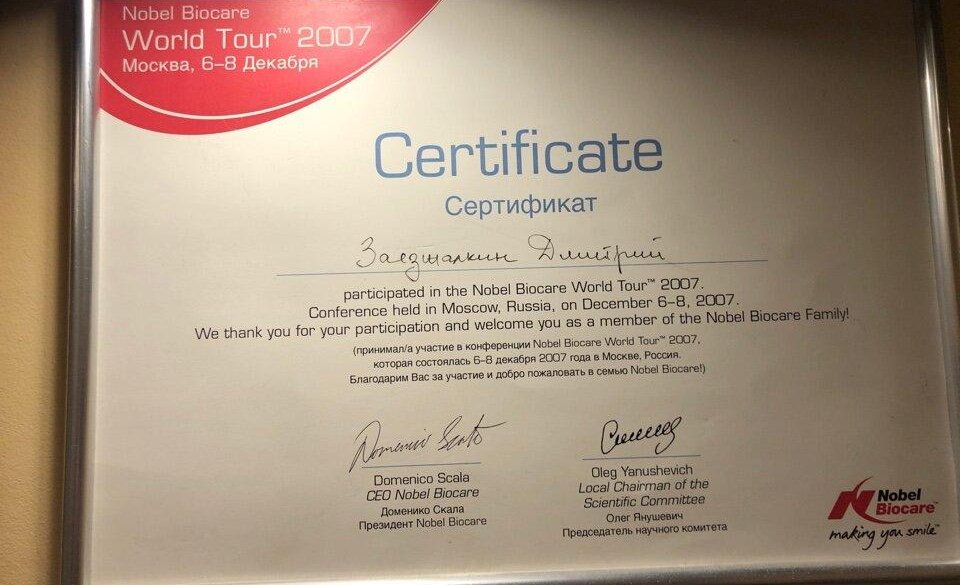 Nobel Biocare
World Tour™ 2007
Москва, 6–8 Декабря
Certificate
Сертификат
Дмитрий
participated in the Nobel Biocare World Tour™ 2007.
Conference held in Moscow, Russia, on December 6–8, 2007.
We thank you for your participation and welcome you as a member of the Nobel Biocare Family!
(принимал/а участие в конференции Nobel Biocare World Tour™ 2007,
которая состоялась 6–8 декабря 2007 года в Москве, Россия.
Благодарим Вас за участие и добро пожаловать в семью Nobel Biocare!)
Domenico Scala
Domenico Scala
CEO Nobel Biocare
Доменико Скала
Президент Nobel Biocare
Oleg Yanushevich
Local Chairman of the
Scientific Committee
Олег Янушевич
Председатель научного комитета
Nobel
Biocare™
making you smile™